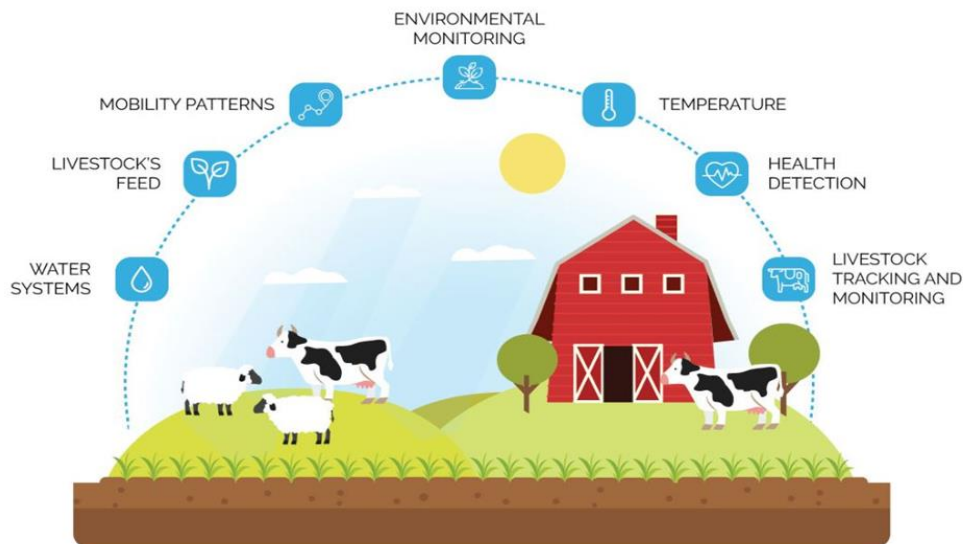 ENVIRONMENTAL
MONITORING
MOBILITY PATTERNS
TEMPERATURE
LIVESTOCK'S
FEED
HEALTH
DETECTION
WATER
SYSTEMS
LIVESTOCK
TRACKING AND
MONITORING